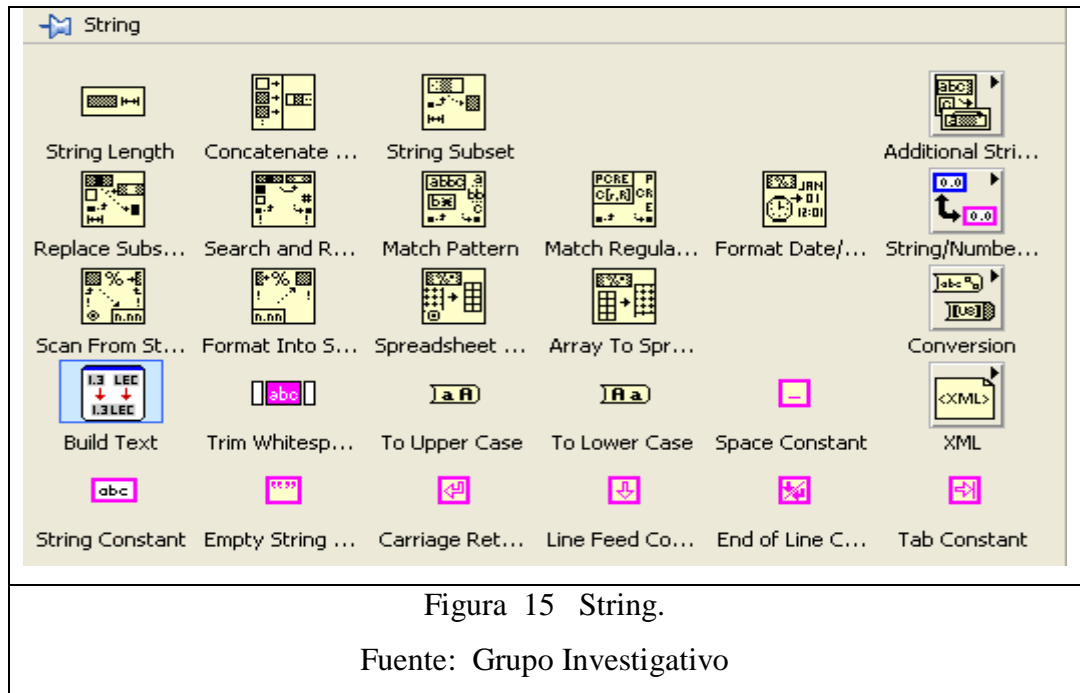 String
String Length Concatenate ... String Subset Additional Stri...
Replace Subs... Search and R... Match Pattern Match Regula... Format Date/... String/Numbe...
Scan From St... Format Into S... Spreadsheet ... Array To Spr... Conversion
Build Text Trim Whitesp... To Upper Case To Lower Case Space Constant XML
String Constant Empty String ... Carriage Ret... Line Feed Co... End of Line C... Tab Constant
Figura 15 String.
Fuente: Grupo Investigativo